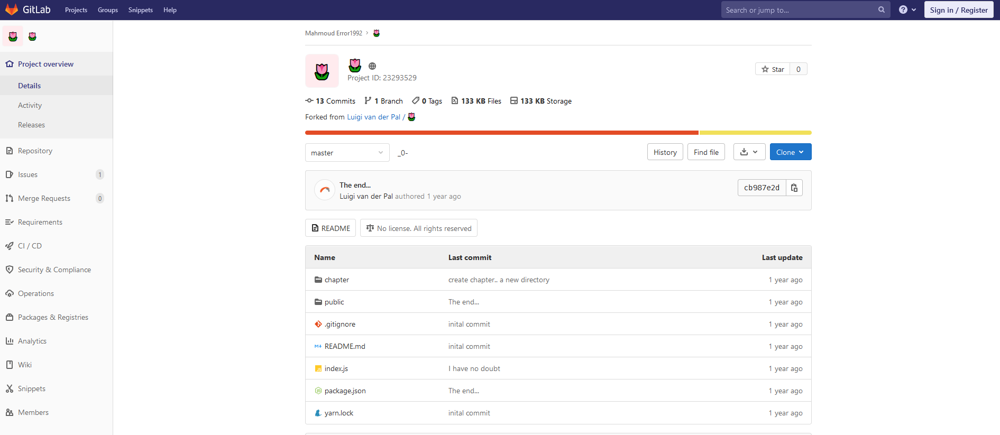 GitLab Projects Groups Snippets Help Search or jump to... Sign in / Register
🌷 🌷
Project overview
Details
Activity
Releases
Repository
Issues 1
Merge Requests 0
Requirements
CI / CD
Security & Compliance
Operations
Packages & Registries
Analytics
Wiki
Snippets
Members
Mahmoud Error1992 > 🌷
🌷
Project ID: 23293529
Star 0
13 Commits 1 Branch 0 Tags 133 KB Files 133 KB Storage
Forked from Luigi van der Pal / 🌷
master _0- History Find file Clone
The end...
Luigi van der Pal authored 1 year ago
cb987e2d
README No license. All rights reserved
Name Last commit Last update
chapter create chapter.. a new directory 1 year ago
public The end... 1 year ago
.gitignore inital commit 1 year ago
README.md inital commit 1 year ago
index.js I have no doubt 1 year ago
package.json The end... 1 year ago
yarn.lock inital commit 1 year ago